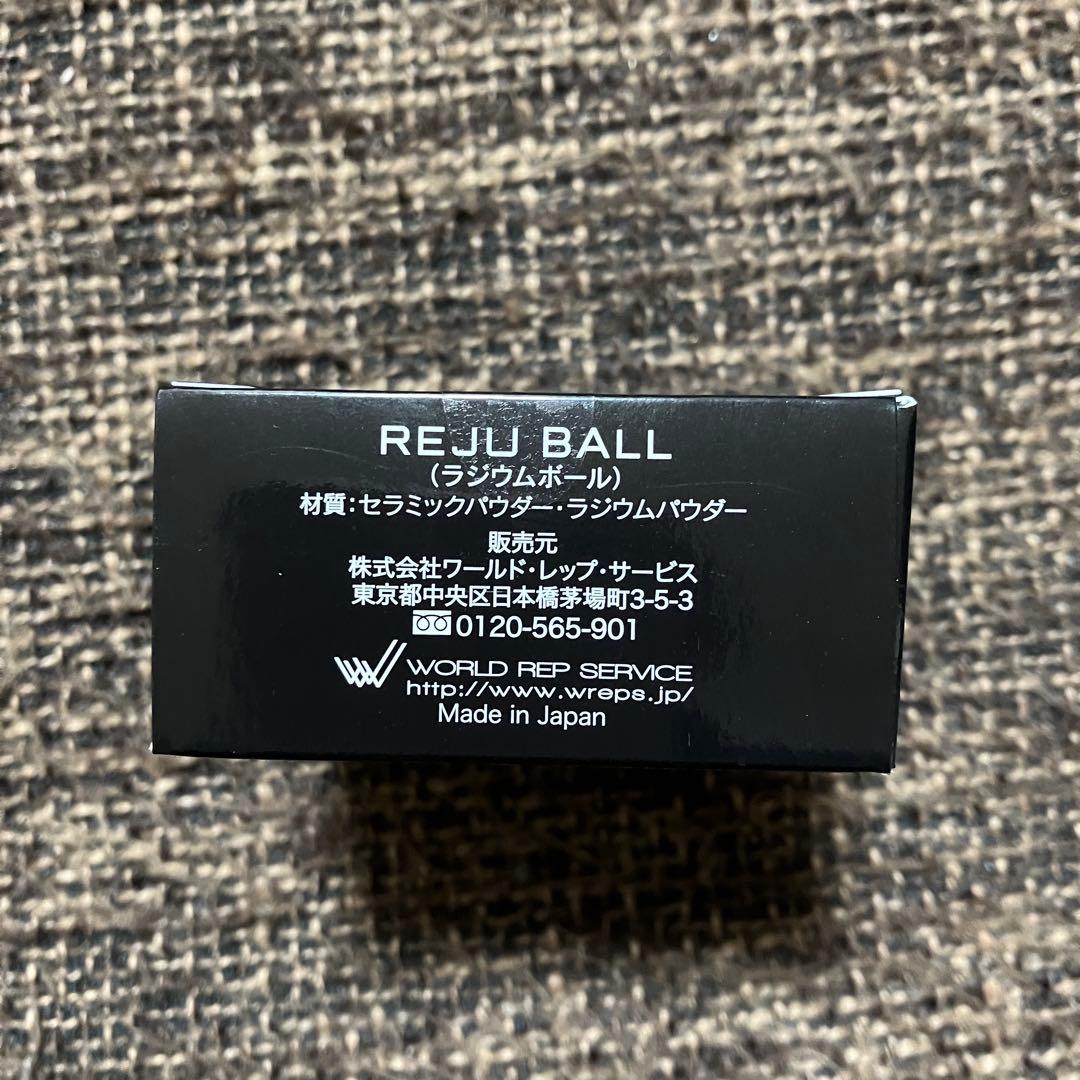 REJU BALL
（ラジウムボール）
材質：セラミックパウダー・ラジウムパウダー
販売元
株式会社ワールド・レップ・サービス
東京都中央区日本橋茅場町3-5-3
0120-565-901
WORLD REP SERVICE
http://www.wreps.jp/
Made in Japan